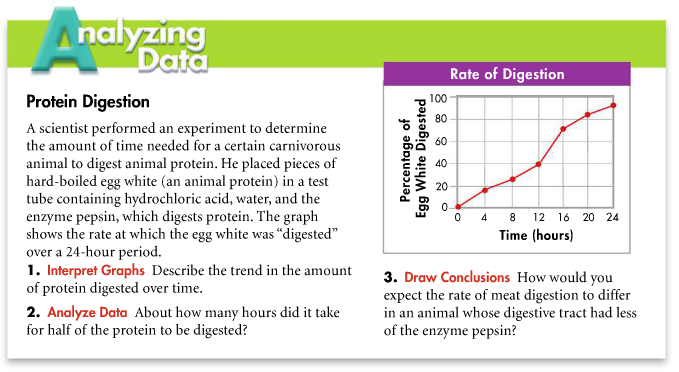 Analyzing
Data
Protein Digestion
A scientist performed an experiment to determine
the amount of time needed for a certain carnivorous
animal to digest animal protein. He placed pieces of
hard-boiled egg white (an animal protein) in a test
tube containing hydrochloric acid, water, and the
enzyme pepsin, which digests protein. The graph
shows the rate at which the egg white was “digested”
over a 24-hour period.
1. Interpret Graphs Describe the trend in the amount
of protein digested over time.
2. Analyze Data About how many hours did it take
for half of the protein to be digested?
Rate of Digestion
Percentage of
Egg White Digested
100
80
60
40
20
0
0 4 8 12 16 20 24
Time (hours)
3. Draw Conclusions How would you
expect the rate of meat digestion to differ
in an animal whose digestive tract had less
of the enzyme pepsin?